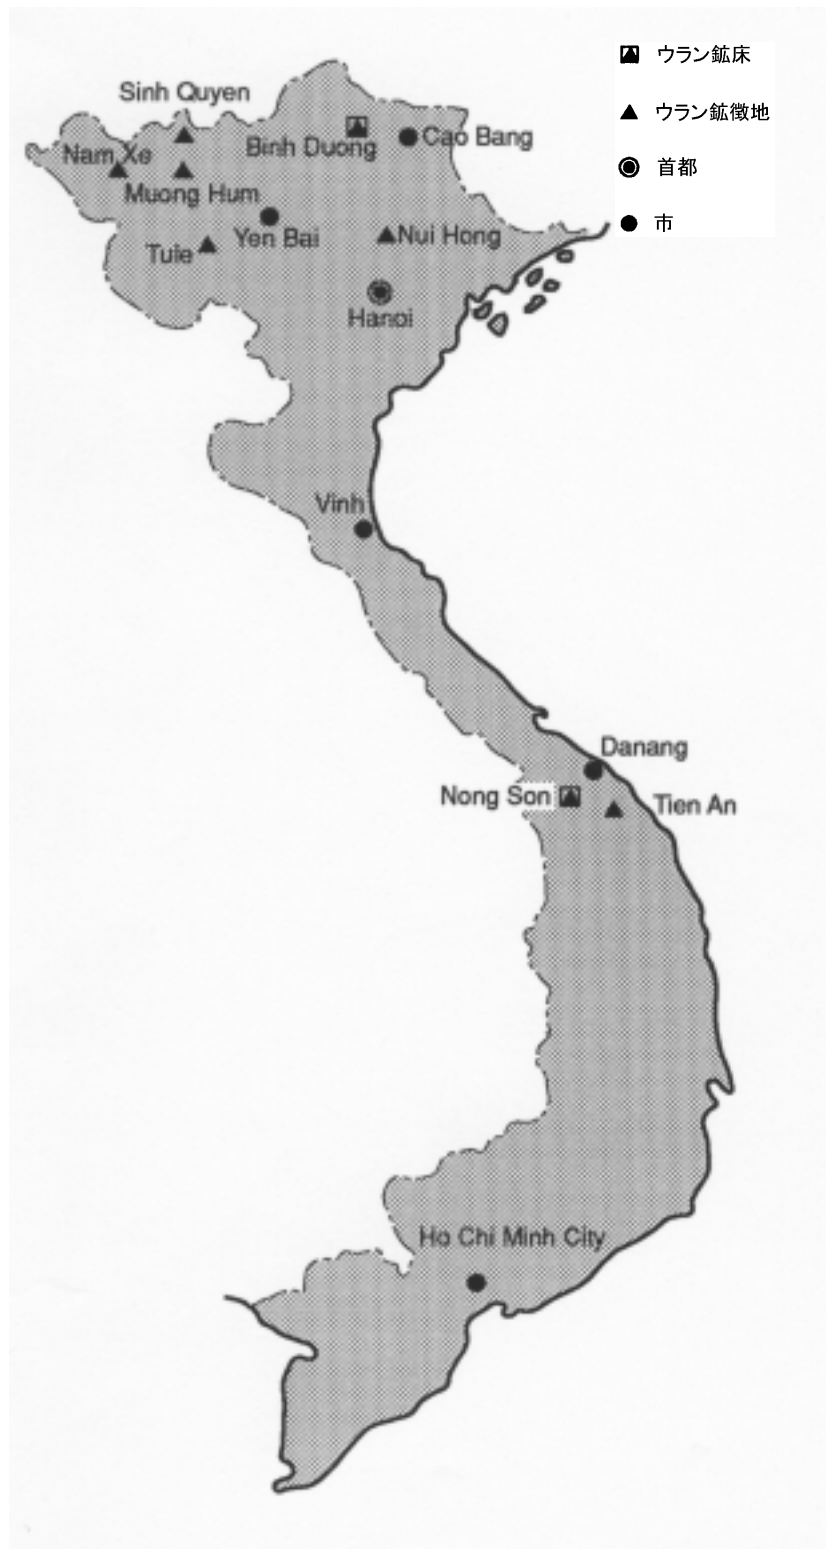 ウラン鉱床
ウラン鉱徴地
首都
市
Sinh Quyen
Nam Xe
Binh Duong
Cao Bang
Muong Hum
Yen Bai
Tule
Nui Hong
Hanoi
Vinh
Danang
Nong Son
Tien An
Ho Chi Minh City